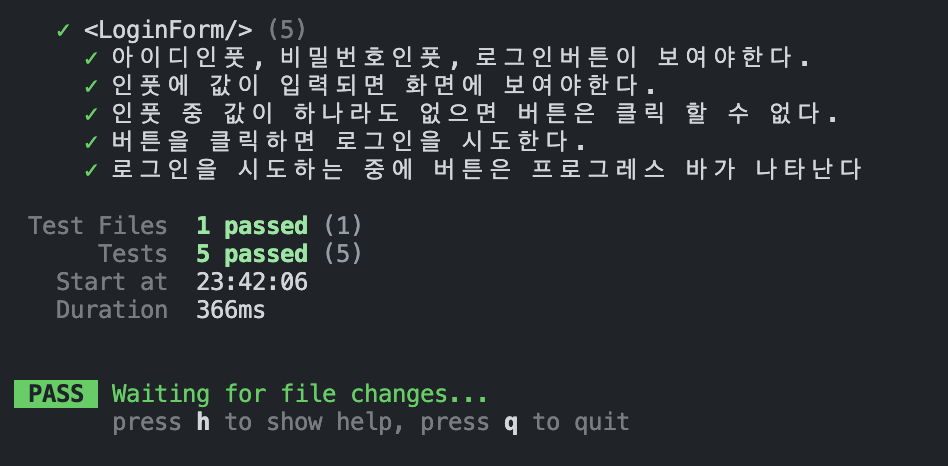 ✓ <LoginForm/> (5)
✓ 아이디인풋, 비밀번호인풋, 로그인버튼이 보여야한다.
✓ 인풋에 값이 입력되면 화면에 보여야한다.
✓ 인풋 중 값이 하나라도 없으면 버튼은 클릭 할 수 없다.
✓ 버튼을 클릭하면 로그인을 시도한다.
✓ 로그인을 시도하는 중에 버튼은 프로그레스 바가 나타난다
Test Files 1 passed (1)
Tests 5 passed (5)
Start at 23:42:06
Duration 366ms
PASS Waiting for file changes...
press h to show help, press q to quit